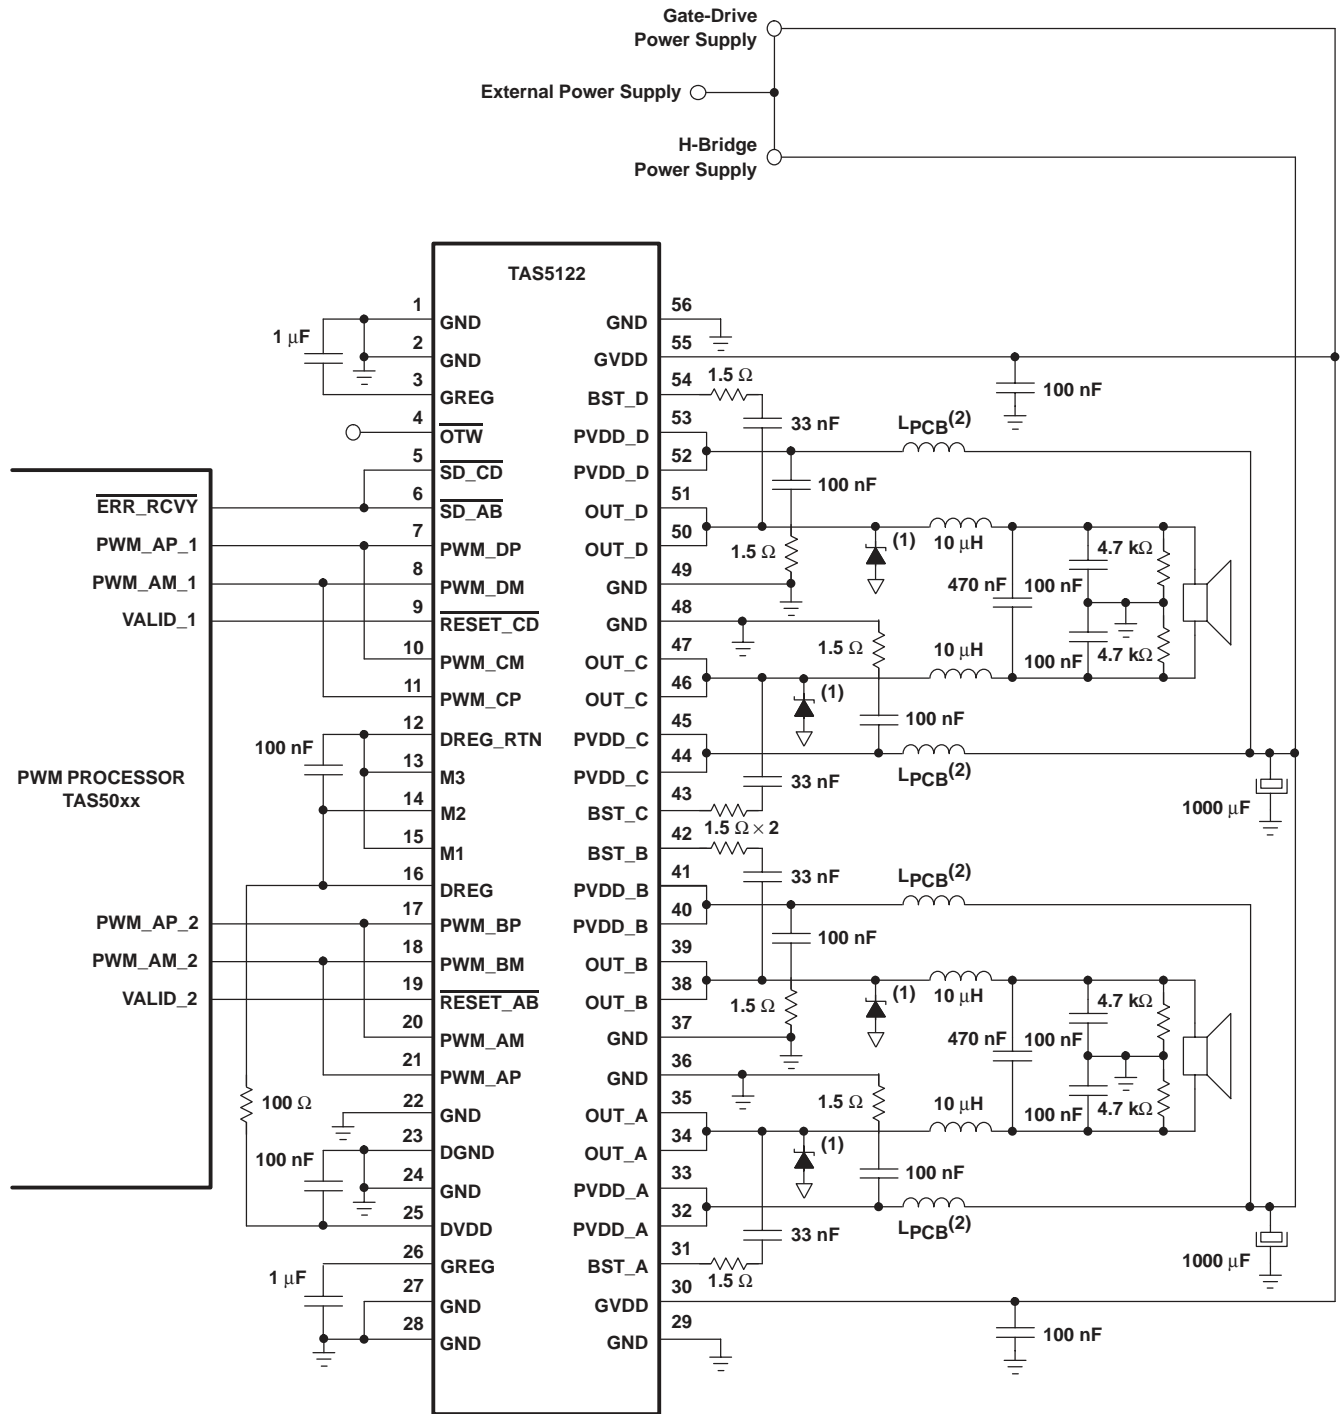 Gate-Drive
Power Supply
External Power Supply
H-Bridge
Power Supply
TAS5122
1
GND
2
GND
3
GREG
4
OTW
5
SD_CD
6
SD_AB
7
PWM_DP
8
PWM_DM
9
RESET_CD
10
PWM_CM
11
PWM_CP
12
DREG_RTN
13
M3
14
M2
15
M1
16
DREG
17
PWM_BP
18
PWM_BM
19
RESET_AB
20
PWM_AM
21
PWM_AP
22
GND
23
DGND
24
GND
25
DVDD
26
GREG
27
GND
28
GND
56
GND
55
GVDD
54
BST_D
53
PVDD_D
52
PVDD_D
51
OUT_D
50
OUT_D
49
GND
48
GND
47
OUT_C
46
OUT_C
45
PVDD_C
44
PVDD_C
43
BST_C
42
BST_B
41
PVDD_B
40
PVDD_B
39
OUT_B
38
OUT_B
37
GND
36
GND
35
OUT_A
34
OUT_A
33
PVDD_A
32
PVDD_A
31
BST_A
30
GVDD
29
GND
1 μF
ERR_RCVY
PWM_AP_1
PWM_AM_1
VALID_1
100 nF
PWM PROCESSOR
TAS50xx
PWM_AP_2
PWM_AM_2
VALID_2
100 Ω
100 nF
1 μF
1.5 Ω
100 nF
33 nF
LPCB(2)
100 nF
1.5 Ω
(1)
10 μH
470 nF
100 nF
4.7 kΩ
1.5 Ω
10 μH
100 nF
4.7 kΩ
(1)
100 nF
LPCB(2)
33 nF
1000 μF
1.5 Ω × 2
33 nF
LPCB(2)
100 nF
1.5 Ω
(1)
10 μH
470 nF
100 nF
4.7 kΩ
1.5 Ω
10 μH
100 nF
4.7 kΩ
(1)
100 nF
LPCB(2)
33 nF
1000 μF
1.5 Ω
100 nF